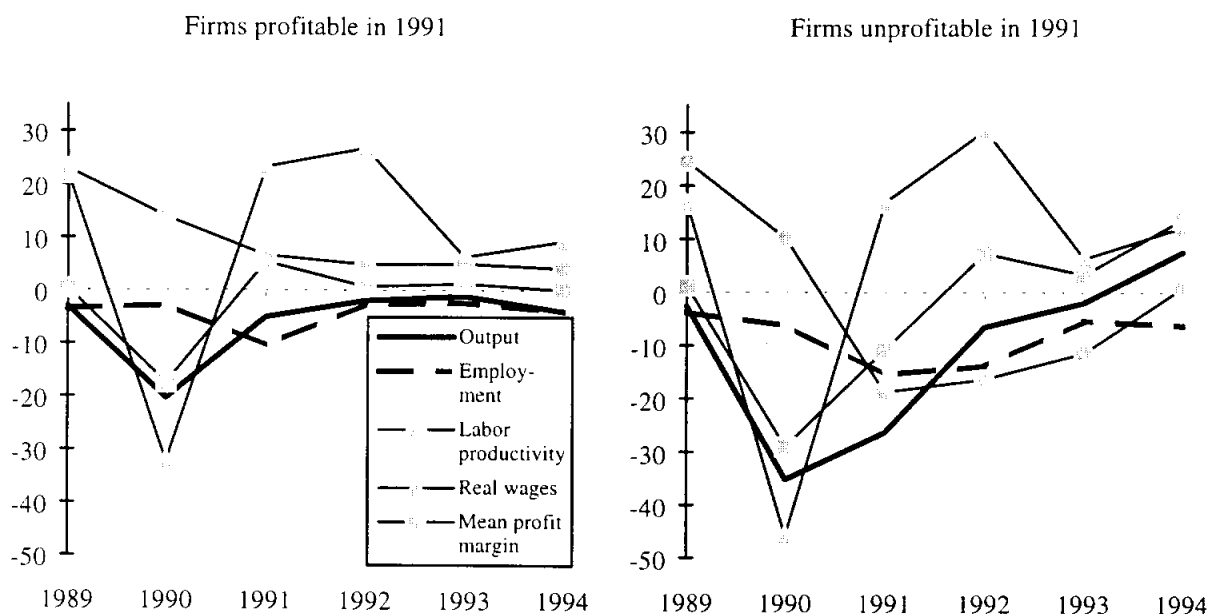 Firms profitable in 1991
Firms unprofitable in 1991
30
20
10
0
-10
-20
-30
-40
-50
Output
Employ-
ment
Labor
productivity
Real wages
Mean profit
margin
1989 1990 1991 1992 1993 1994
30
20
10
0
-10
-20
-30
-40
-50
1989 1990 1991 1992 1993 1994